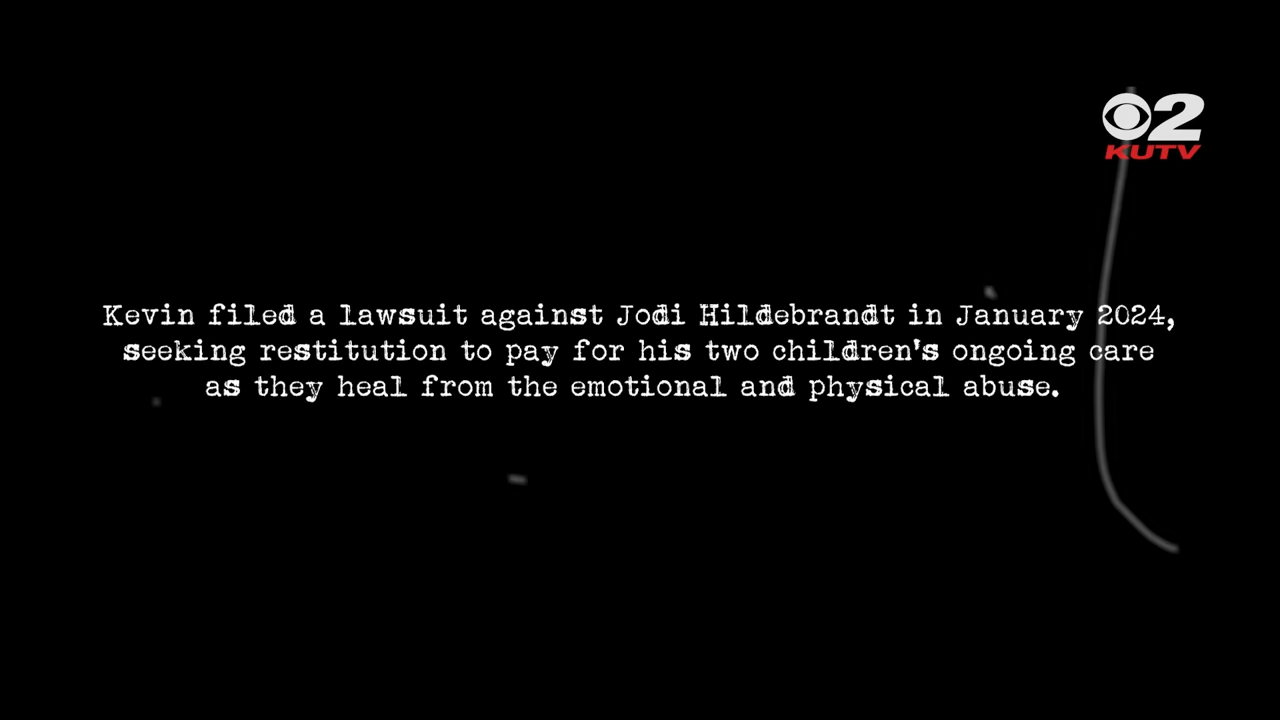 2
KUTV
Kevin filed a lawsuit against Jodi Hildebrandt in January 2024,
seeking restitution to pay for his two children's ongoing care
as they heal from the emotional and physical abuse.